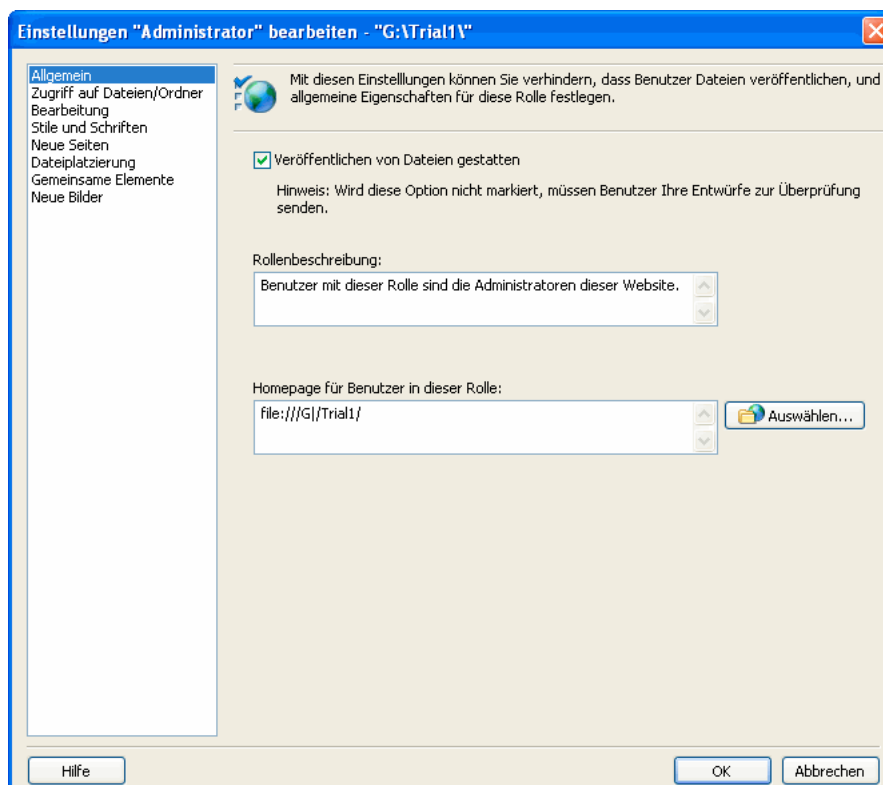 Einstellungen "Administrator" bearbeiten - "G:\Trial1\"
Allgemein
Zugriff auf Dateien/Ordner
Bearbeitung
Stile und Schriften
Neue Seiten
Dateiplatzierung
Gemeinsame Elemente
Neue Bilder
Mit diesen Einstelllungen können Sie verhindern, dass Benutzer Dateien veröffentlichen, und
allgemeine Eigenschaften für diese Rolle festlegen.
Veröffentlichen von Dateien gestatten
Hinweis: Wird diese Option nicht markiert, müssen Benutzer Ihre Entwürfe zur Überprüfung
senden.
Rollenbeschreibung:
Benutzer mit dieser Rolle sind die Administratoren dieser Website.
Homepage für Benutzer in dieser Rolle:
file:///G|/Trial1/
Auswählen...
Hilfe
OK
Abbrechen